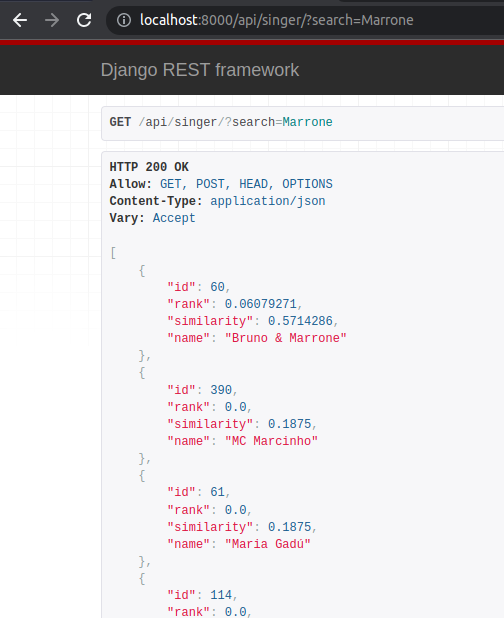 localhost:8000/api/singer/?search=Marrone
Django REST framework
GET /api/singer/?search=Marrone
HTTP 200 OK
Allow: GET, POST, HEAD, OPTIONS
Content-Type: application/json
Vary: Accept
[
    {
        "id": 60,
        "rank": 0.06079271,
        "similarity": 0.5714286,
        "name": "Bruno & Marrone"
    },
    {
        "id": 390,
        "rank": 0.0,
        "similarity": 0.1875,
        "name": "MC Marcinho"
    },
    {
        "id": 61,
        "rank": 0.0,
        "similarity": 0.1875,
        "name": "Maria Gadú"
    },
    {
        "id": 114,
        "rank": 0.0,